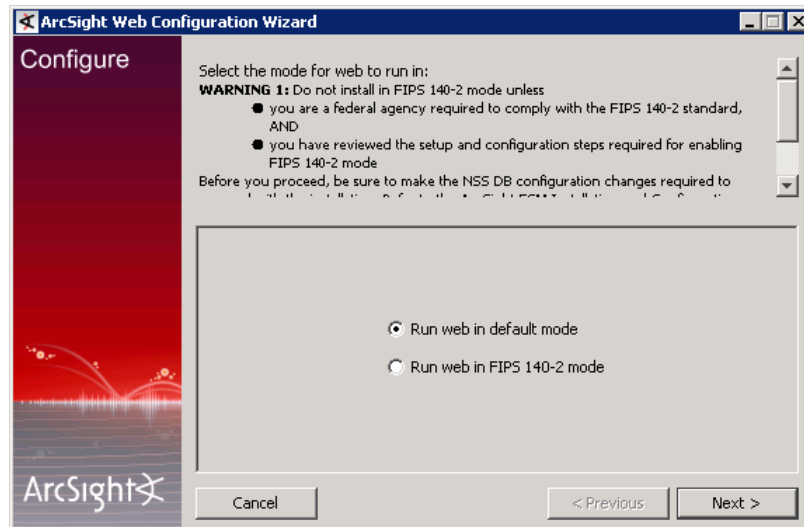 ArcSight Web Configuration Wizard
Configure
Select the mode for web to run in:
WARNING 1: Do not install in FIPS 140-2 mode unless
● you are a federal agency required to comply with the FIPS 140-2 standard,
AND
● you have reviewed the setup and configuration steps required for enabling
FIPS 140-2 mode
Before you proceed, be sure to make the NSS DB configuration changes required to
Run web in default mode
Run web in FIPS 140-2 mode
ArcSight
Cancel
< Previous
Next >